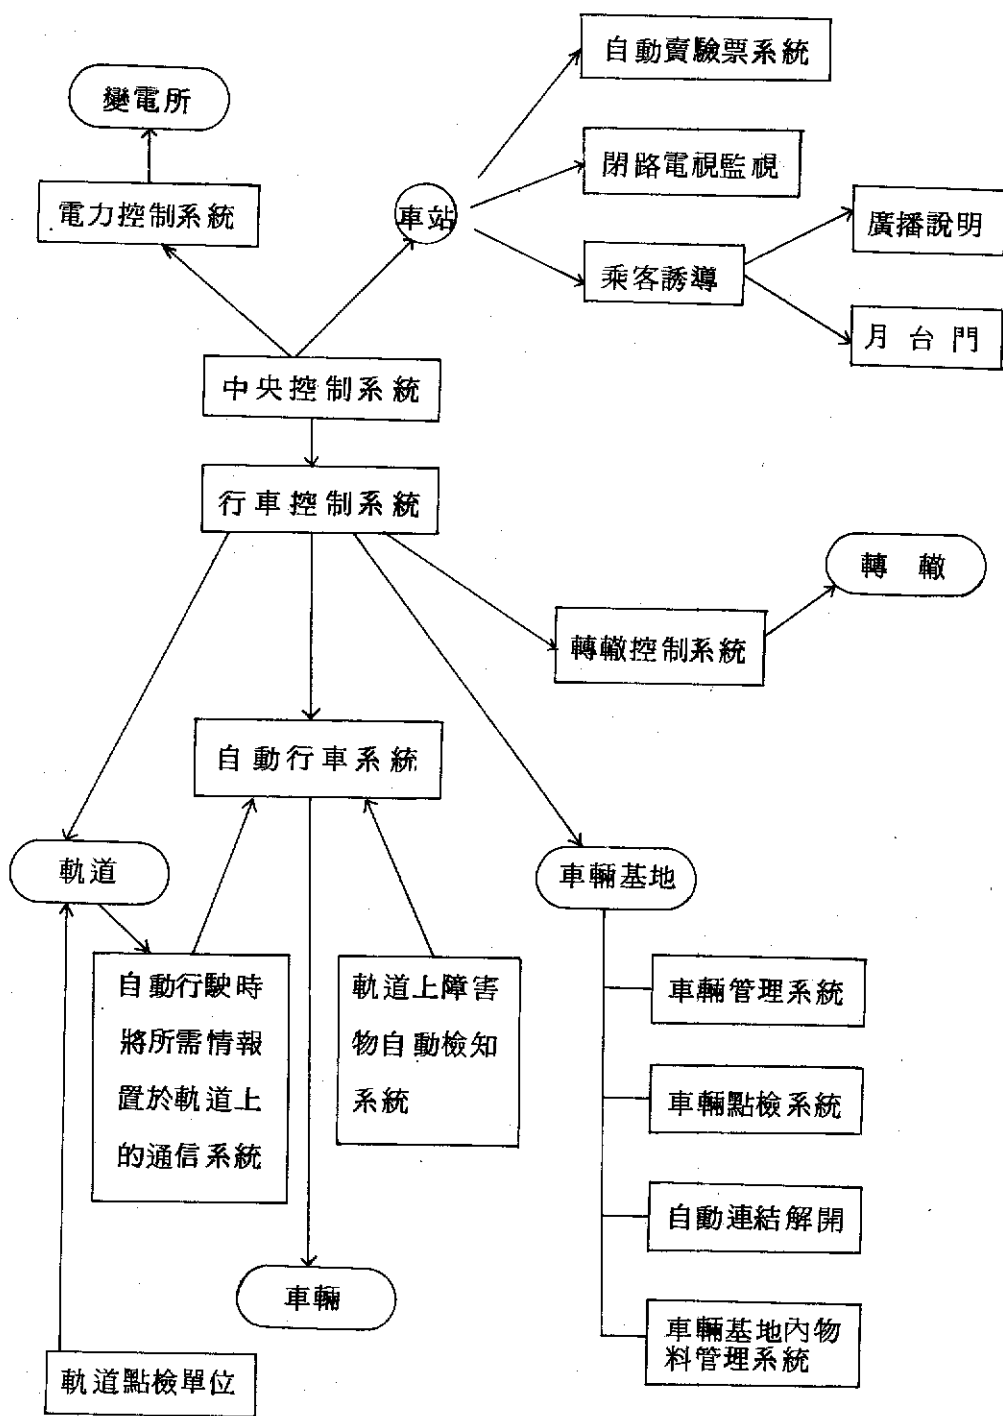 自動賣驗票系統
變電所
閉路電視監視
電力控制系統
車站
廣播說明
乘客誘導
月台門
中央控制系統
行車控制系統
轉轍
轉轍控制系統
自動行車系統
軌道
車輛基地
自動行駛時
將所需情報
置於軌道上
的通信系統
軌道上障害
物自動檢知
系統
車輛管理系統
車輛點檢系統
自動連結解開
車輛
車輛基地內物
料管理系統
軌道點檢單位